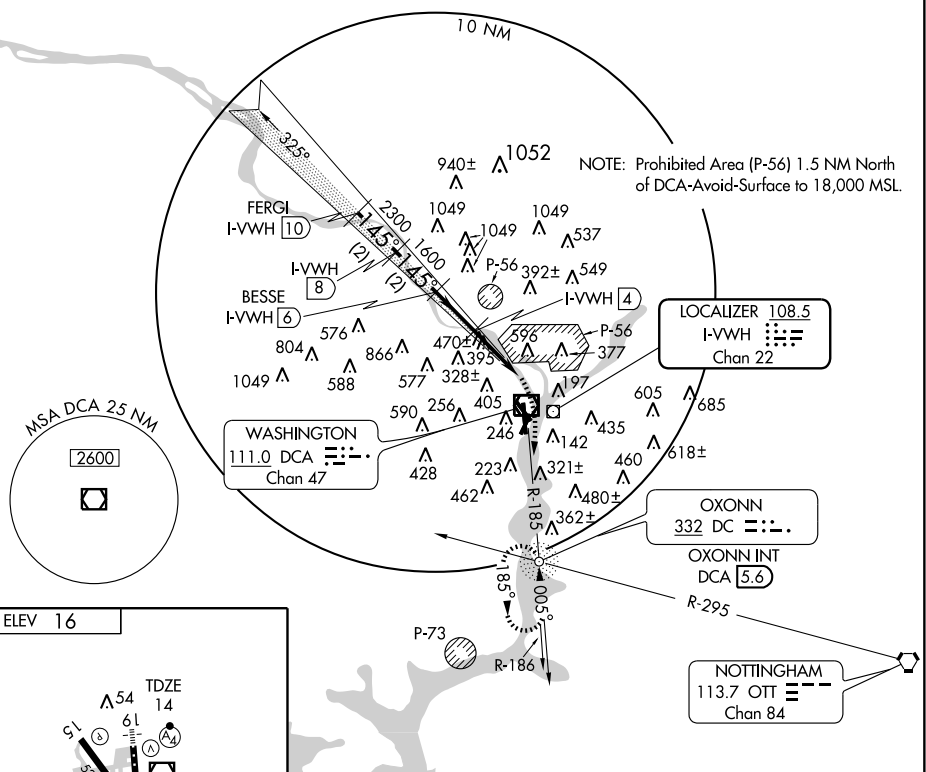 10 NM
325°
940±
1052
NOTE: Prohibited Area (P-56) 1.5 NM North
of DCA-Avoid-Surface to 18,000 MSL.
FERGI
I-VWH 10
2300
145°
(2)
1049
1049
1049
537
1600
145°
(2)
I-VWH
8
P-56
392±
549
BESSE
I-VWH 6
I-VWH 4
LOCALIZER 108.5
I-VWH
Chan 22
576
P-56
804
866
470±
395
596
377
1049
588
577
328±
197
605
685
590
256
405
246
435
142
618±
MSA DCA 25 NM
2600
WASHINGTON
111.0 DCA
Chan 47
428
223
321±
460
462
480±
R-185
362±
OXONN
332 DC
OXONN INT
DCA 5.6
185°
005°
R-295
P-73
R-186
NOTTINGHAM
113.7 OTT
Chan 84
ELEV 16
54
TDZE
14
15
19
P
V
A4